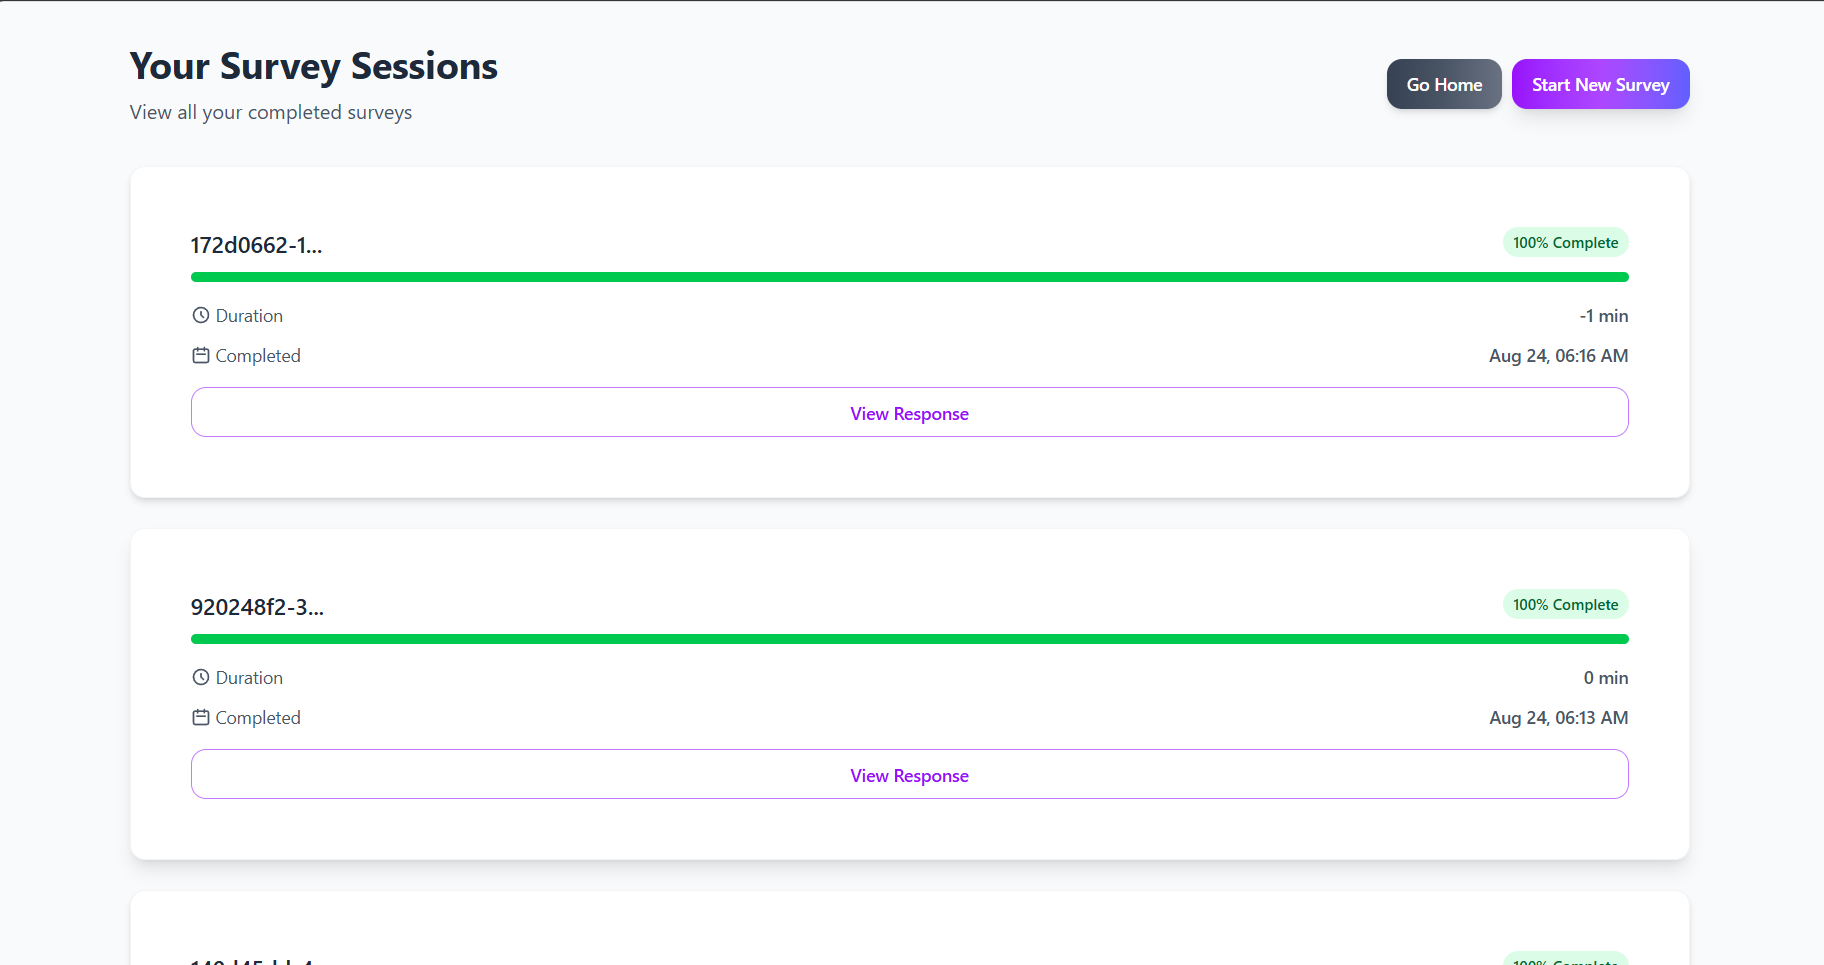 Your Survey Sessions
View all your completed surveys
Go Home
Start New Survey
172d0662-1...
100% Complete
Duration
-1 min
Completed
Aug 24, 06:16 AM
View Response
920248f2-3...
100% Complete
Duration
0 min
Completed
Aug 24, 06:13 AM
View Response
100% Complete